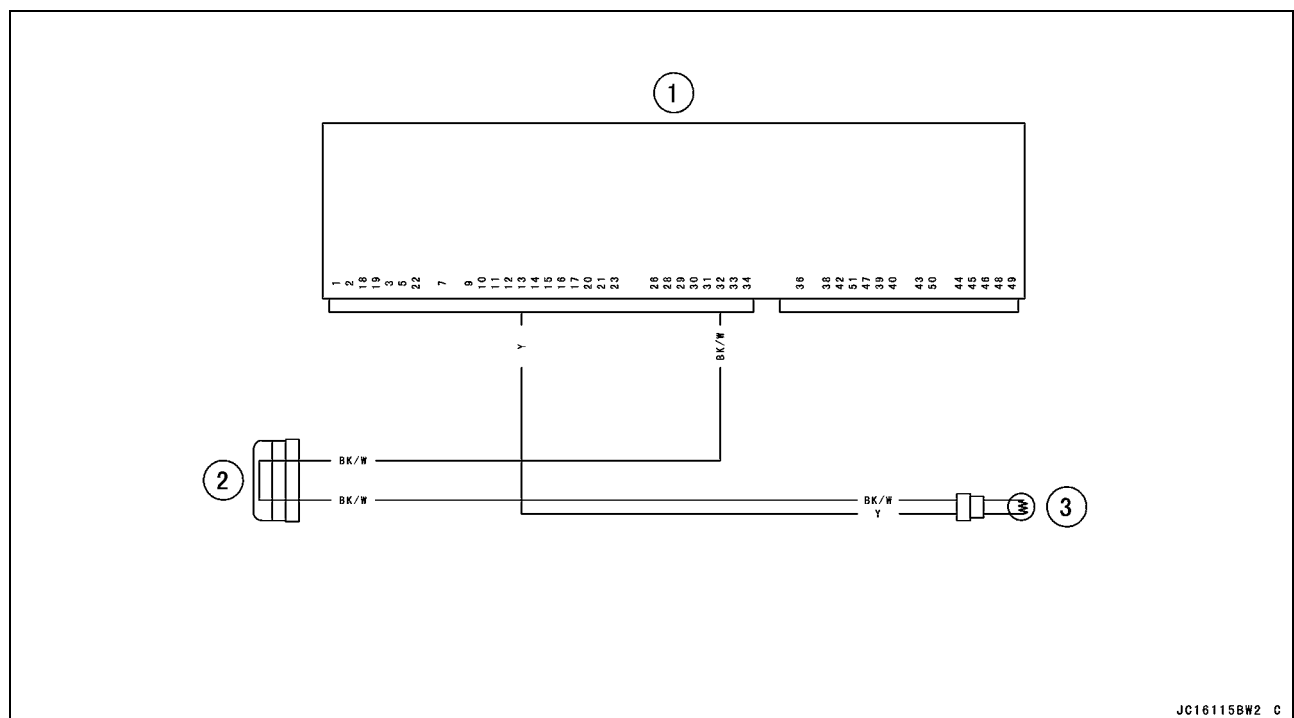 1
1 2 18 19 3 5 22 7 9 10 11 12 13 14 15 16 17 20 21 23 26 28 29 30 31 32 33 34 36 38 42 51 47 39 40 43 50 44 45 46 48 49
Y BK/W
2 BK/W
BK/W BK/W
Y
3
JC16115BW2 C